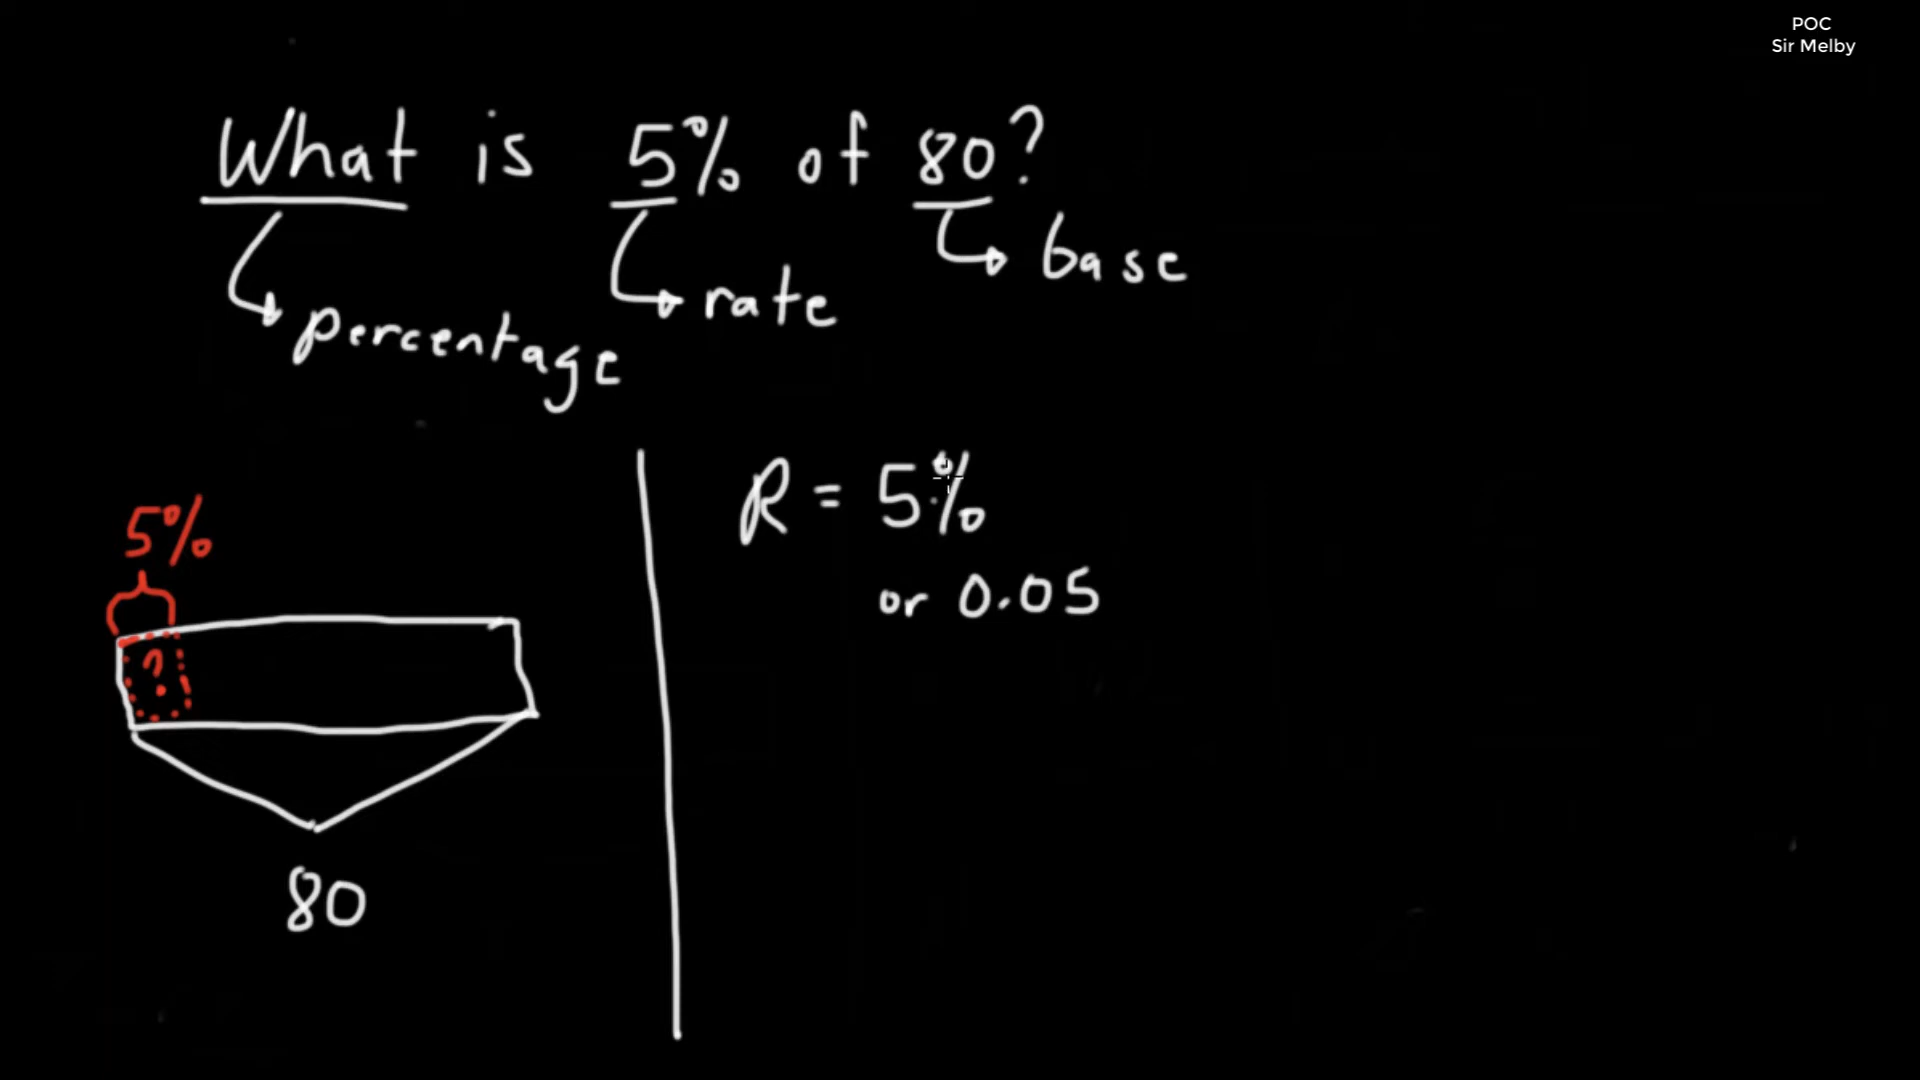 POC
Sir Melby
What is 5% of 80?
base
rate
percentage
5%
?
80
R = 5%
or 0.05